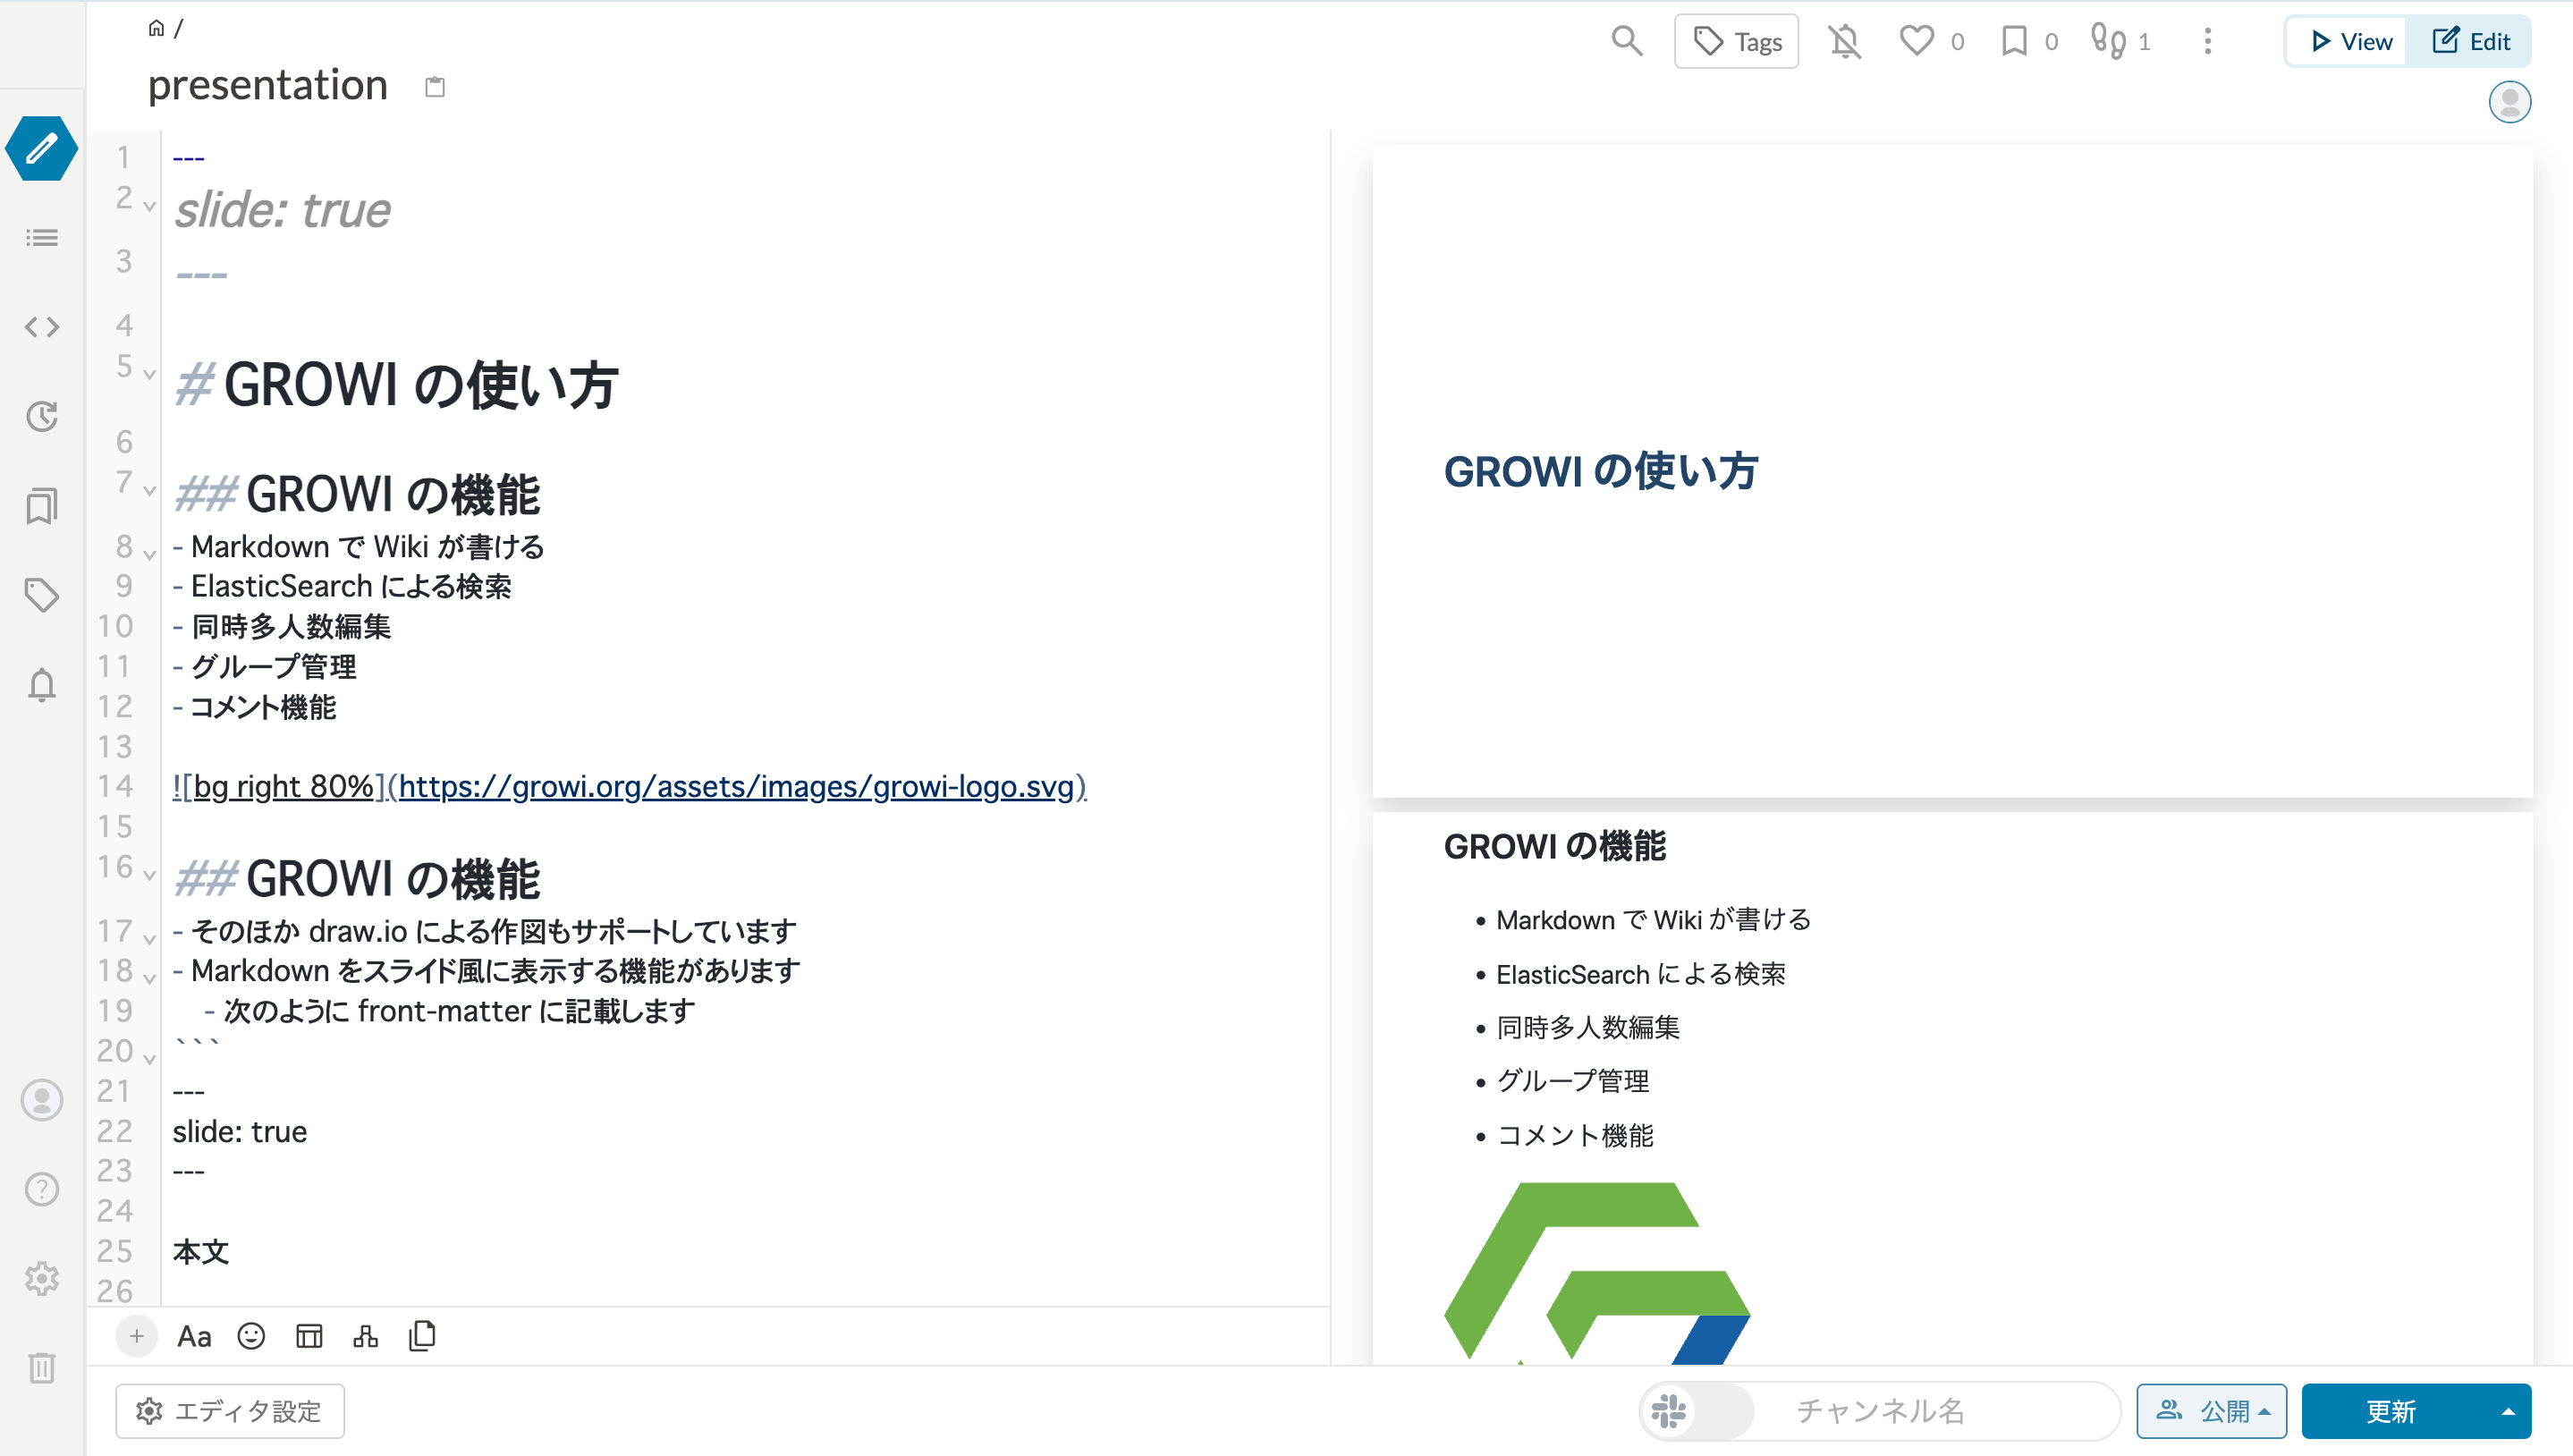 /
presentation
Tags
0
0
1
View
Edit
1 ---
2 slide: true
3 ---
4
5 # GROWI の使い方
6
7 ## GROWI の機能
8 - Markdown で Wiki が書ける
9 - ElasticSearch による検索
10 - 同時多人数編集
11 - グループ管理
12 - コメント機能
13
14 ![bg right 80%](https://growi.org/assets/images/growi-logo.svg)
15
16 ## GROWI の機能
17 - そのほか draw.io による作図もサポートしています
18 - Markdown をスライド風に表示する機能があります
19 - 次のように front-matter に記載します
20 ```
21 ---
22 slide: true
23 ---
24
25 本文
26
GROWI の使い方
GROWI の機能
• Markdown で Wiki が書ける
• ElasticSearch による検索
• 同時多人数編集
• グループ管理
• コメント機能
+ Aa
エディタ設定
チャンネル名
公開
更新